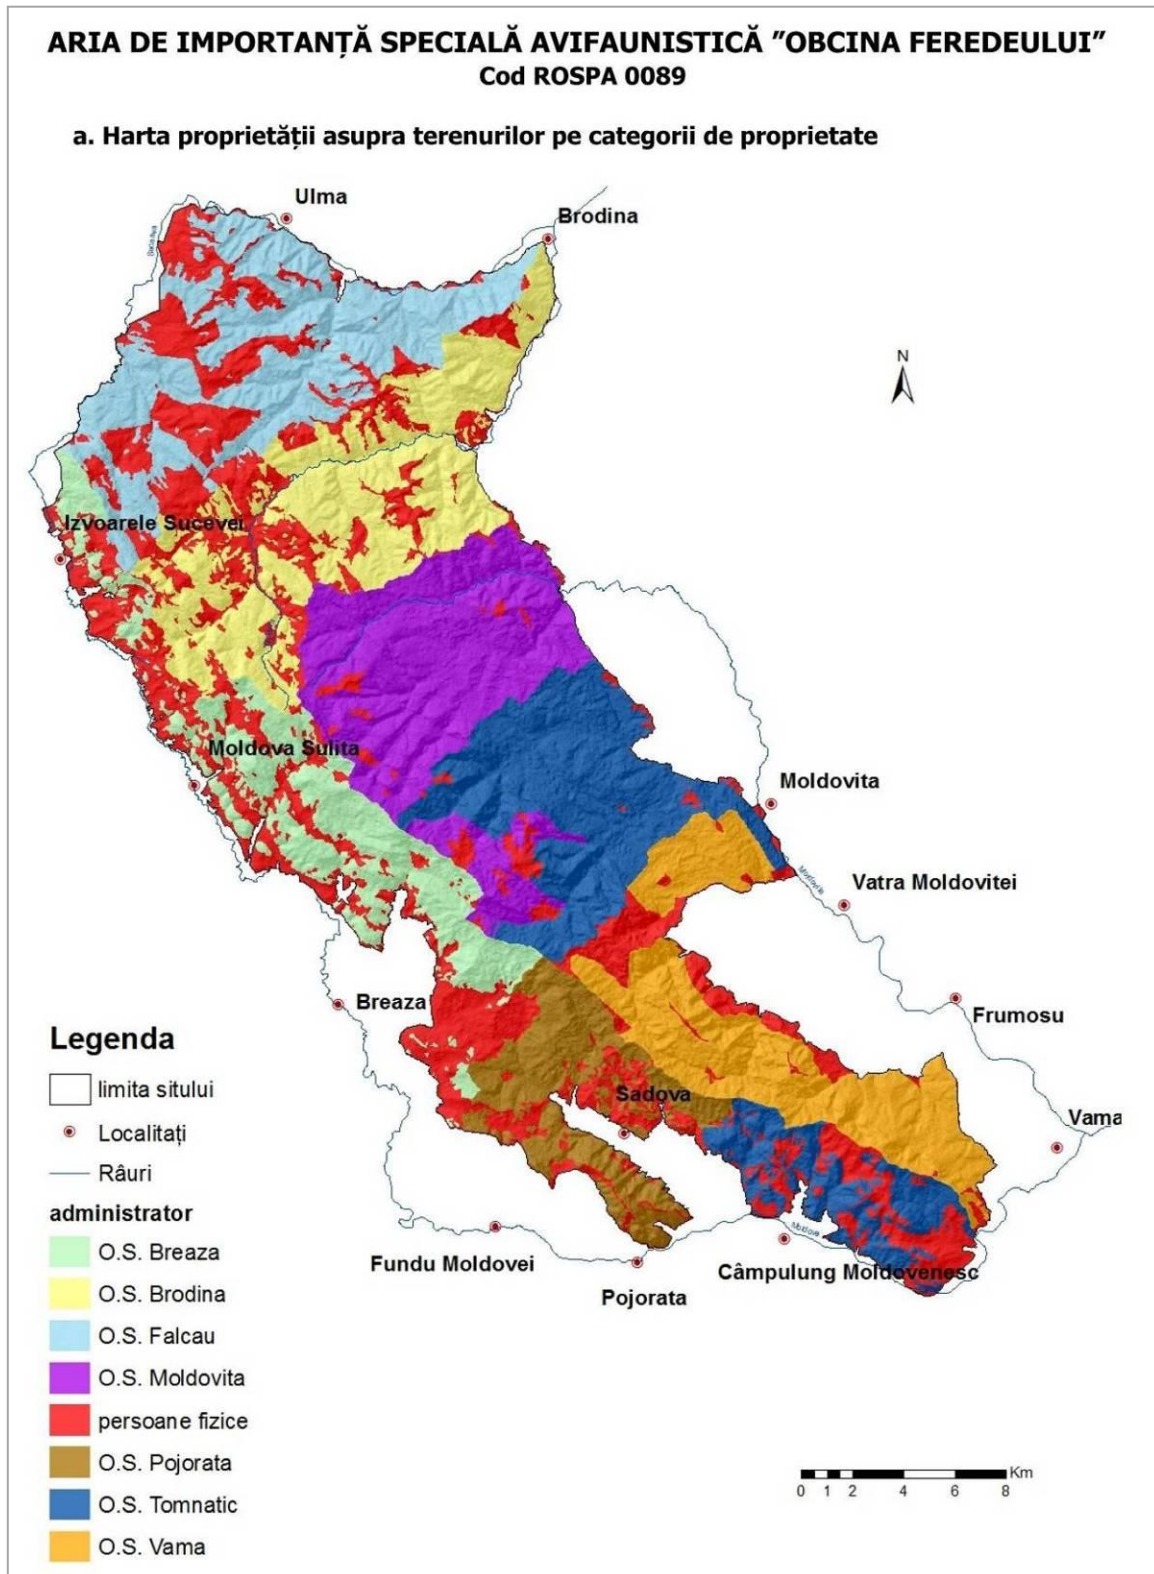 ARIA DE IMPORTANȚĂ SPECIALĂ AVIFAUNISTICĂ ”OBCINA FEREDEULUI”
Cod ROSPA 0089
a. Harta proprietății asupra terenurilor pe categorii de proprietate
Ulma
Brodina
N
Izvoarele Sucevei
Moldova Sulita
Moldovita
Vatra Moldovitei
Breaza
Frumosu
Sadova
Vama
Moldova
Fundu Moldovei
Câmpulung Moldovenesc
Pojorata
Legenda
limita sitului
Localitați
Râuri
administrator
O.S. Breaza
O.S. Brodina
O.S. Falcau
O.S. Moldovita
persoane fizice
O.S. Pojorata
O.S. Tomnatic
O.S. Vama
Km
0 1 2 4 6 8